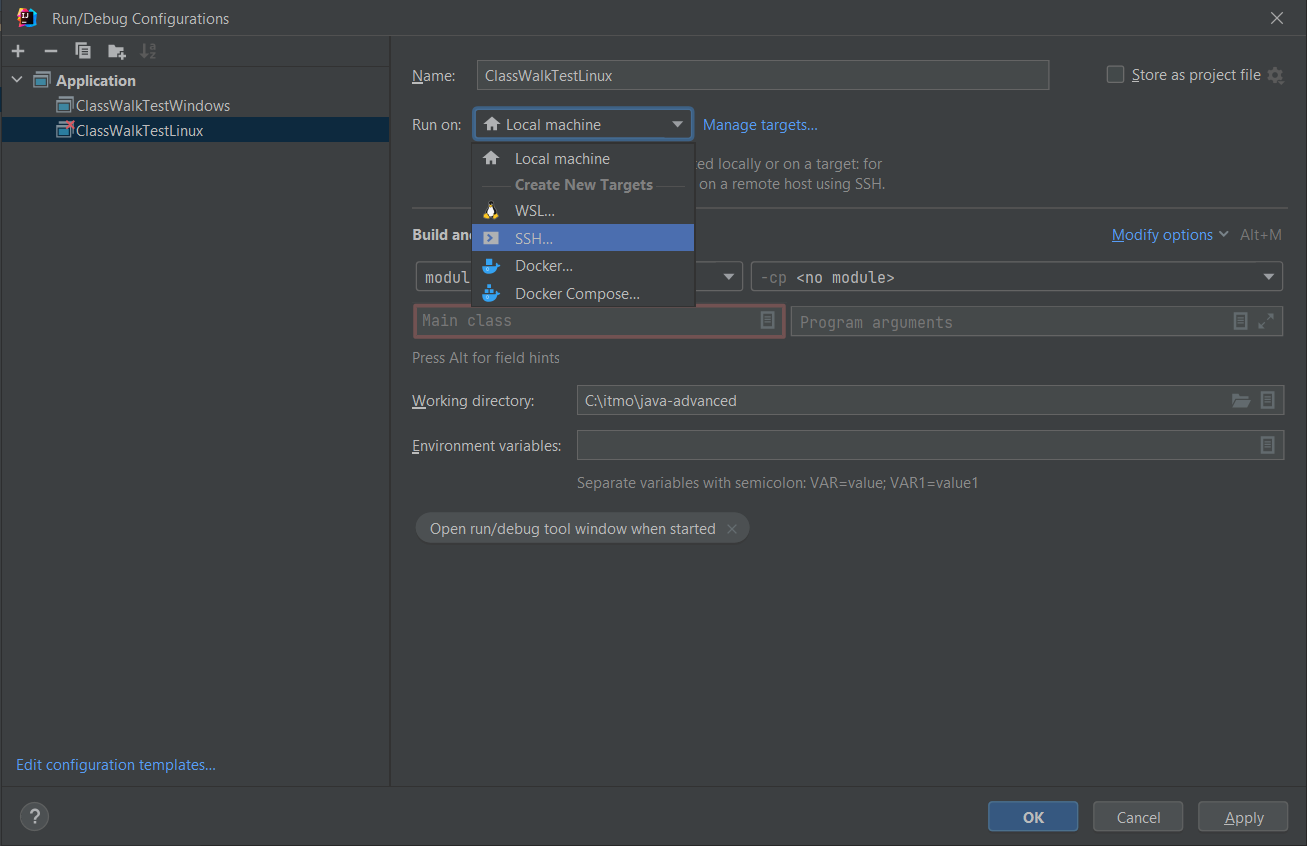 Run/Debug Configurations
Application
ClassWalkTestWindows
ClassWalkTestLinux
Name: ClassWalkTestLinux Store as project file
Run on: Local machine Manage targets...
Local machine
Create New Targets
WSL...
SSH...
Docker...
Docker Compose...
ed locally or on a target: for
on a remote host using SSH.
Build an Modify options Alt+M
modul -cp <no module>
Main class Program arguments
Press Alt for field hints
Working directory: C:\itmo\java-advanced
Environment variables:
Separate variables with semicolon: VAR=value; VAR1=value1
Open run/debug tool window when started
Edit configuration templates...
? OK Cancel Apply